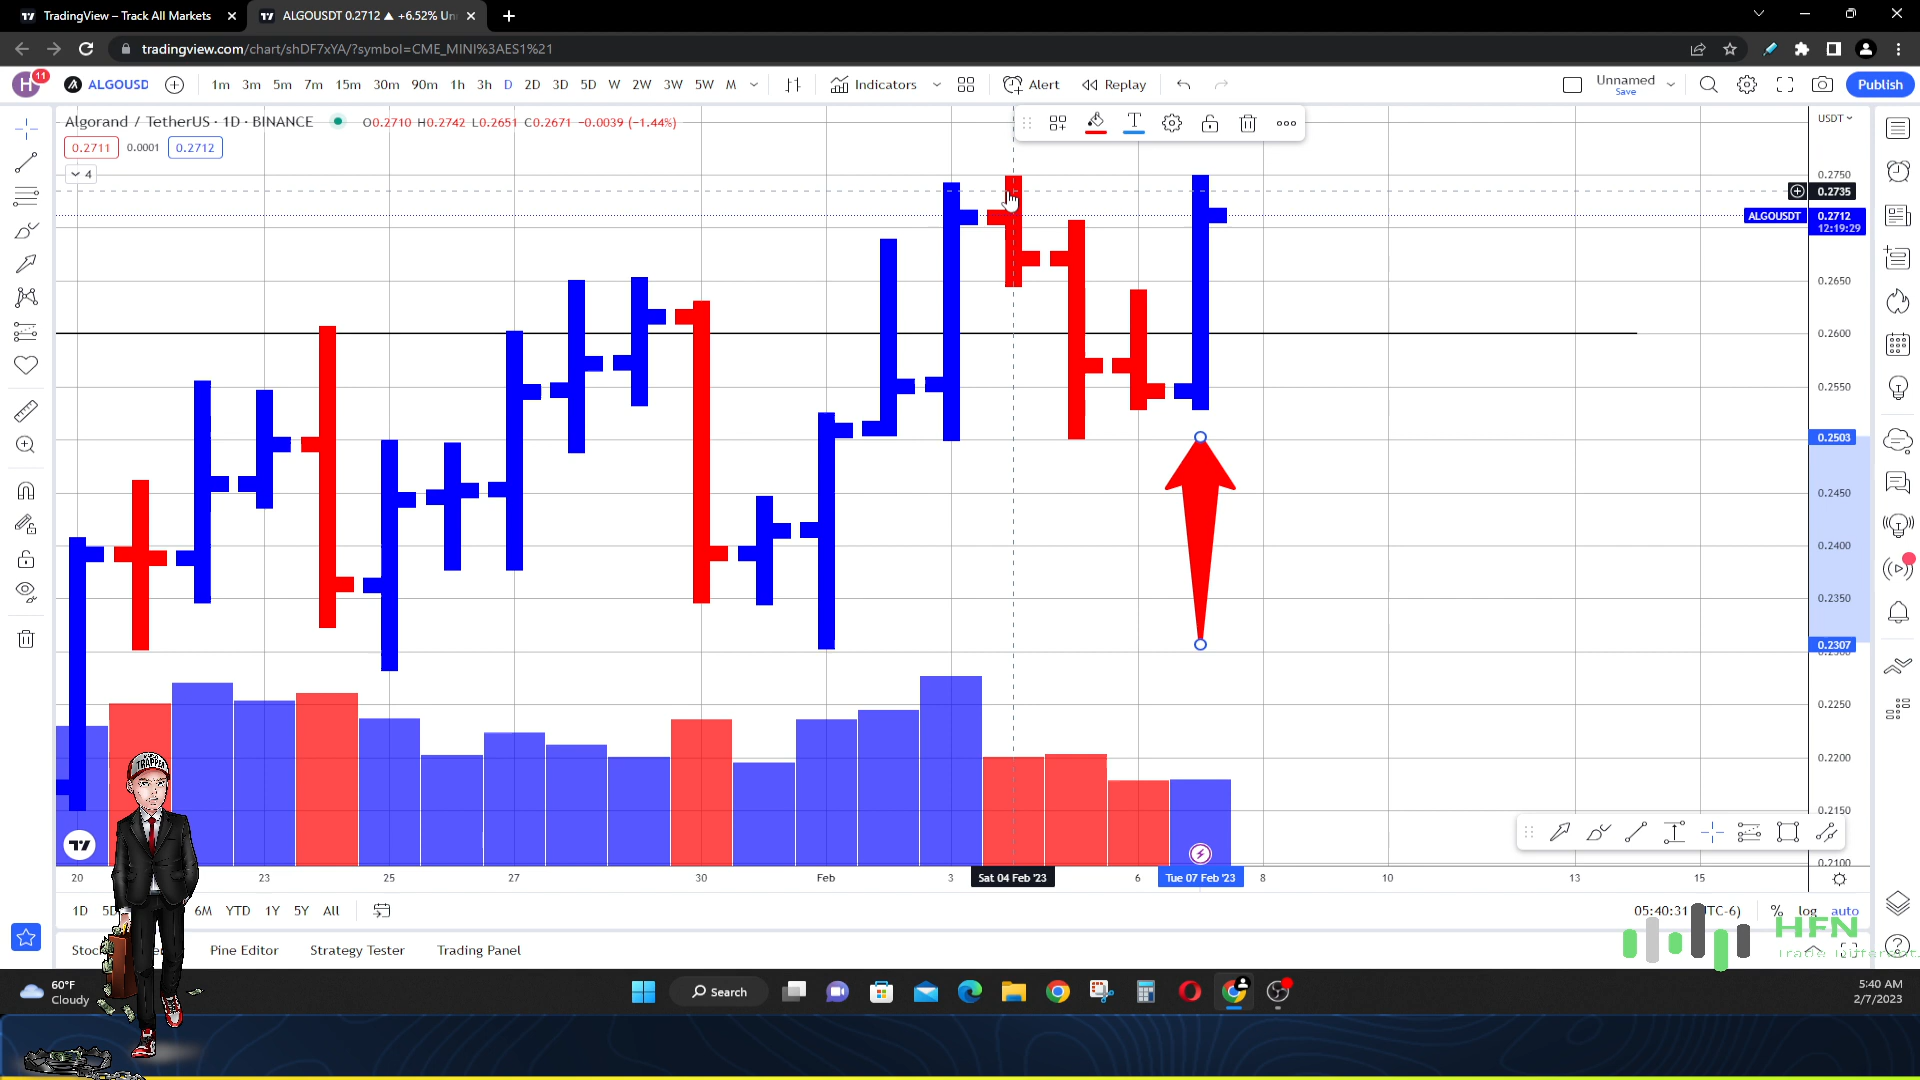 TradingView – Track All Markets
ALGOUSDT 0.2712 ▲ +6.52% Un
tradingview.com/chart/shDF7xYA/?symbol=CME_MINI%3AES1%21
H 11 ALGOUSD 1m 3m 5m 7m 15m 30m 90m 1h 3h D 2D 3D 5D W 2W 3W 5W M Indicators Alert Replay Unnamed Save Publish
Algorand / TetherUS · 1D · BINANCE O0.2710 H0.2742 L0.2651 C0.2671 −0.0039 (−1.44%)
USDT
0.2711 0.0001 0.2712
4
T
0.2750
0.2735
ALGOUSDT 0.2712
12:19:29
0.2650
0.2600
0.2550
0.2503
0.2450
0.2400
0.2350
0.2307
0.2250
0.2200
0.2150
0.2100
TRAPPER
20 23 25 27 30 Feb 3 Sat 04 Feb '23 6 Tue 07 Feb '23 8 10 13 15
1D 5D 6M YTD 1Y 5Y All
05:40:31 TC-6) % log auto
HFN
Stoc Pine Editor Strategy Tester Trading Panel
60°F
Cloudy
Search
5:40 AM
2/7/2023